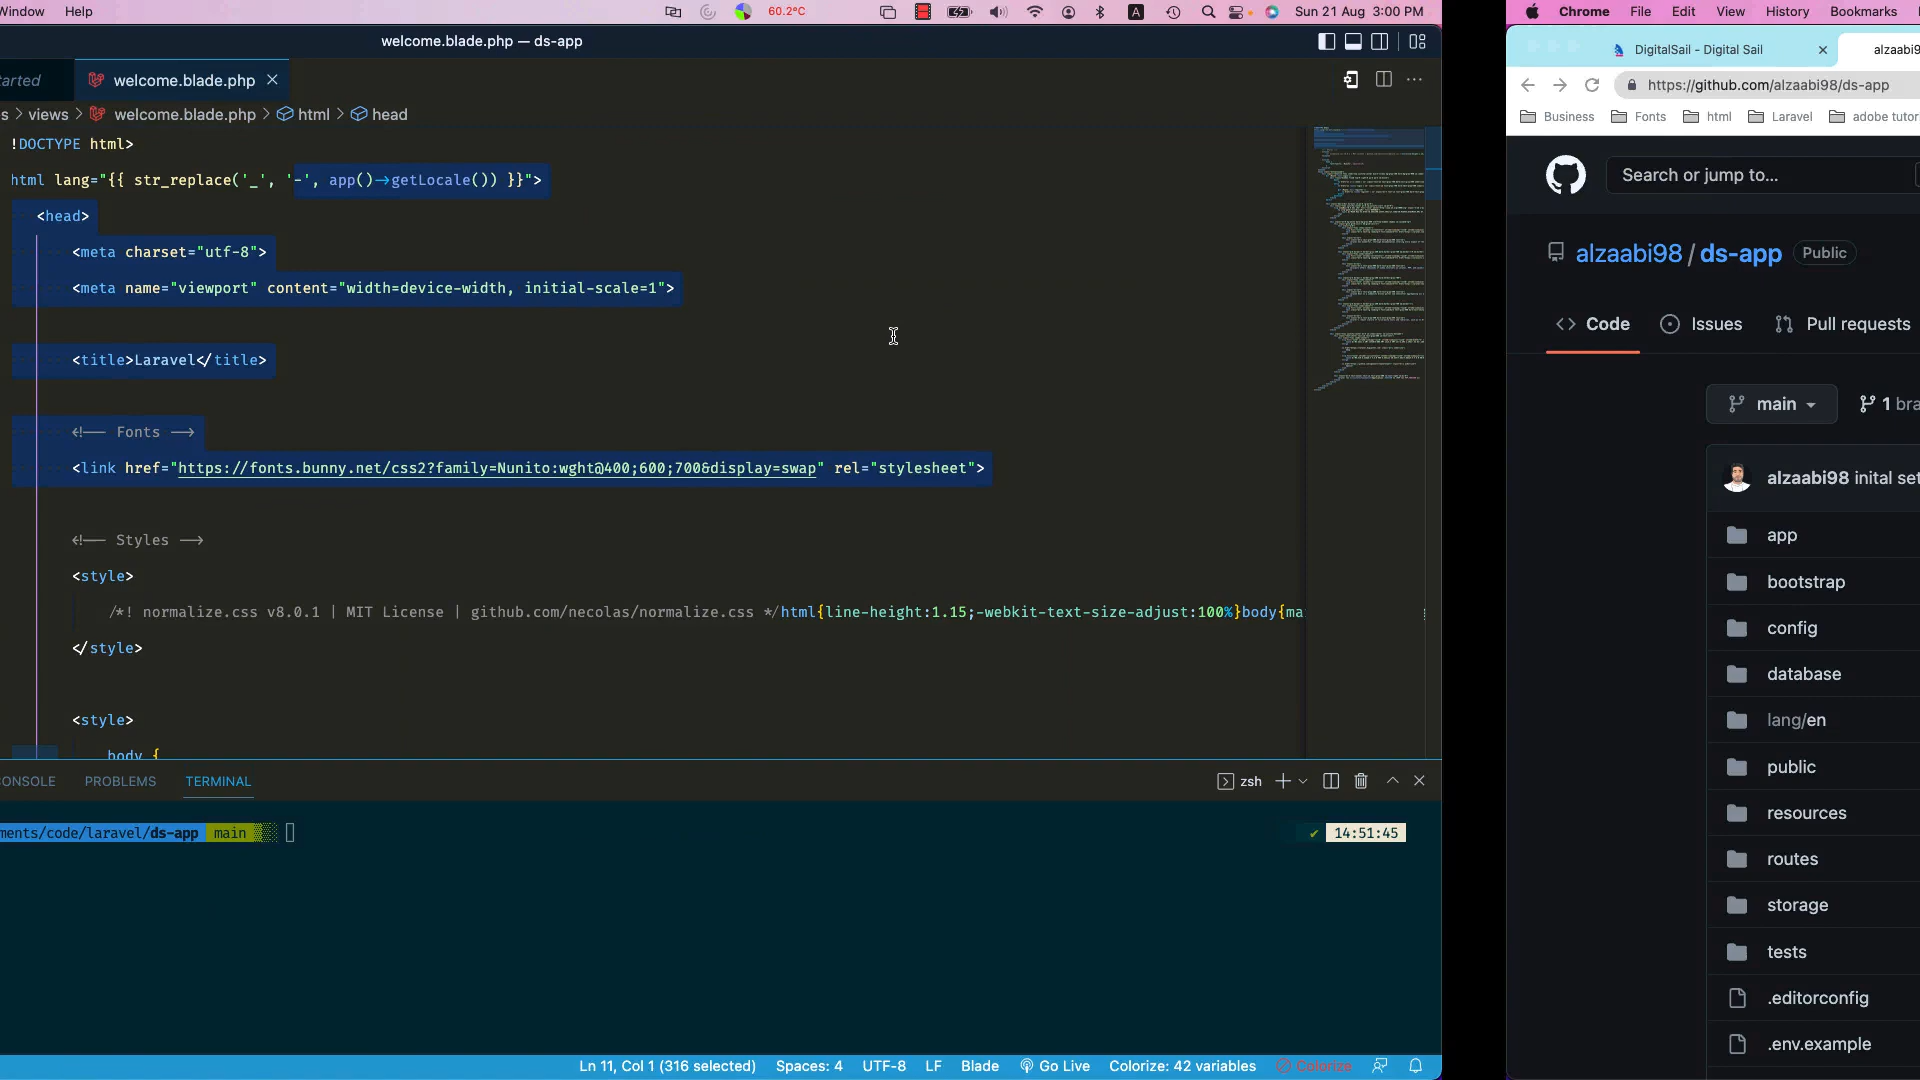 Window Help 60.2°C A Sun 21 Aug 3:00 PM
welcome.blade.php — ds-app
arted welcome.blade.php
s > views > welcome.blade.php > html > head
!DOCTYPE html>
html lang="{{ str_replace('_', '-', app()->getLocale()) }}">
<head>
<meta charset="utf-8">
<meta name="viewport" content="width=device-width, initial-scale=1">
<title>Laravel</title>
<!-- Fonts -->
<link href="https://fonts.bunny.net/css2?family=Nunito:wght@400;600;700&display=swap" rel="stylesheet">
<!-- Styles -->
<style>
/*! normalize.css v8.0.1 | MIT License | github.com/necolas/normalize.css */html{line-height:1.15;-webkit-text-size-adjust:100%}body{ma
</style>
<style>
body {
ONSOLE PROBLEMS TERMINAL zsh
ments/code/laravel/ds-app main ✔ 14:51:45
Ln 11, Col 1 (316 selected) Spaces: 4 UTF-8 LF Blade Go Live Colorize: 42 variables Colorize
Chrome File Edit View History Bookmarks
DigitalSail - Digital Sail alzaabi9
https://github.com/alzaabi98/ds-app
Business Fonts html Laravel adobe tutor
Search or jump to...
alzaabi98 / ds-app Public
Code Issues Pull requests
main 1 bra
alzaabi98 inital set
app
bootstrap
config
database
lang/en
public
resources
routes
storage
tests
.editorconfig
.env.example